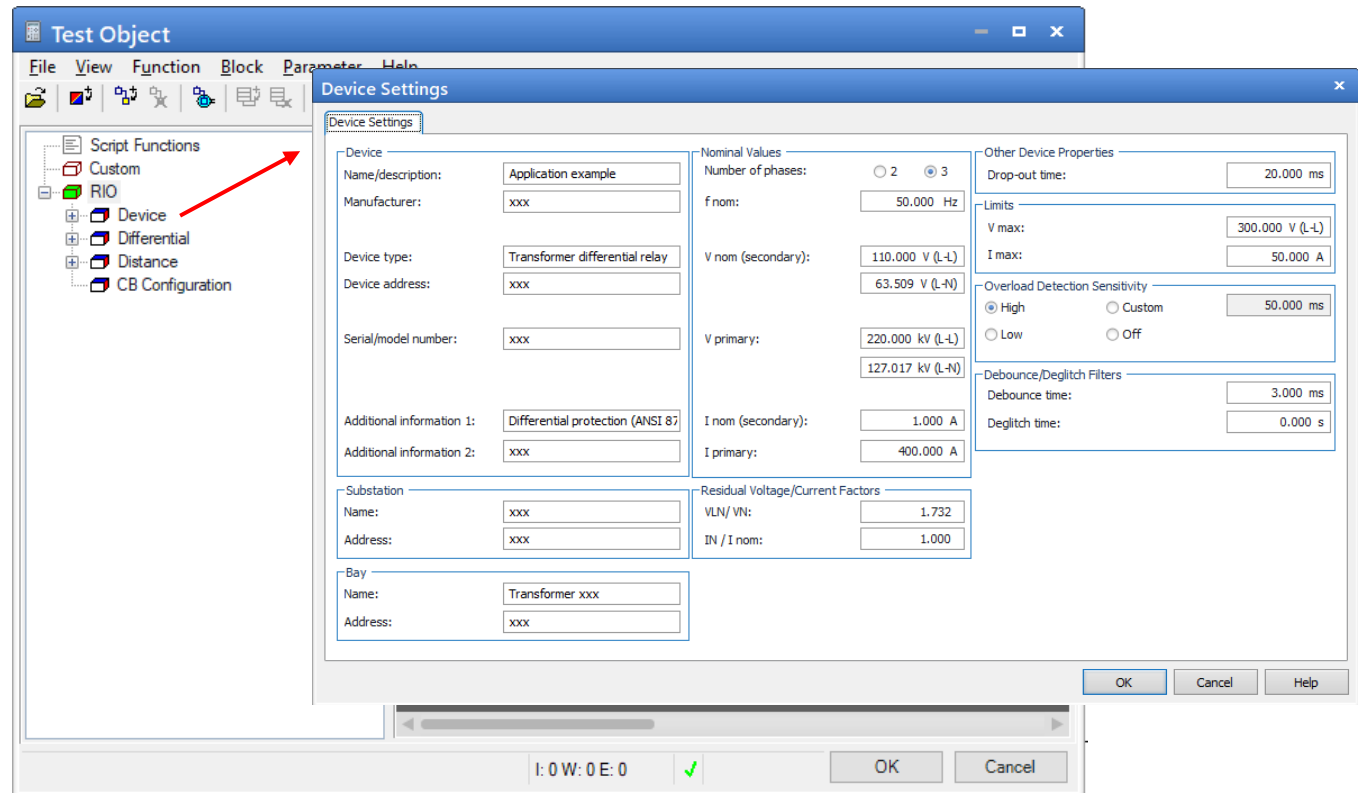 Test Object
File View Function Block Parameter Help
Script Functions
Custom
RIO
Device
Differential
Distance
CB Configuration
I: 0 W: 0 E: 0
OK
Cancel
Device Settings
Device Settings
Device
Name/description: Application example
Manufacturer: xxx
Device type: Transformer differential relay
Device address: xxx
Serial/model number: xxx
Additional information 1: Differential protection (ANSI 87
Additional information 2: xxx
Substation
Name: xxx
Address: xxx
Bay
Name: Transformer xxx
Address: xxx
Nominal Values
Number of phases: 2 3
f nom: 50.000 Hz
V nom (secondary): 110.000 V (L-L)
63.509 V (L-N)
V primary: 220.000 kV (L-L)
127.017 kV (L-N)
I nom (secondary): 1.000 A
I primary: 400.000 A
Residual Voltage/Current Factors
VLN/ VN: 1.732
IN / I nom: 1.000
Other Device Properties
Drop-out time: 20.000 ms
Limits
V max: 300.000 V (L-L)
I max: 50.000 A
Overload Detection Sensitivity
High Custom 50.000 ms
Low Off
Debounce/Deglitch Filters
Debounce time: 3.000 ms
Deglitch time: 0.000 s
OK Cancel Help